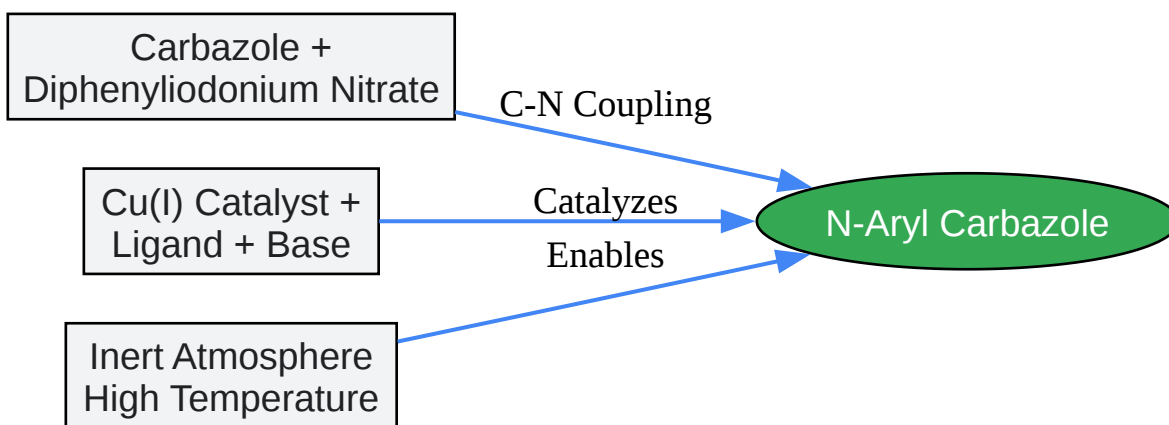 Carbazole +
Diphenyliodonium Nitrate
C-N Coupling
Cu(I) Catalyst +
Ligand + Base
Catalyzes
N-Aryl Carbazole
Enables
Inert Atmosphere
High Temperature